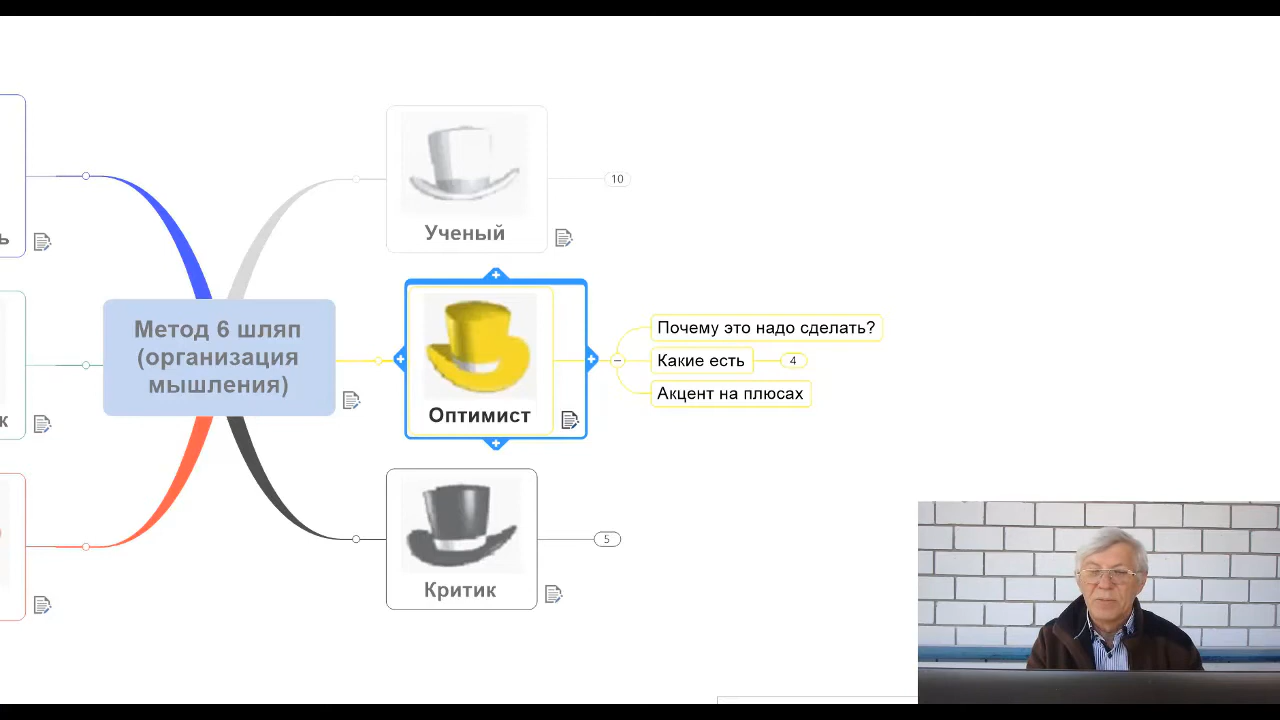 ь
к
Метод 6 шляп
(организация
мышления)
Ученый
10
Оптимист
Почему это надо сделать?
Какие есть
4
Акцент на плюсах
Критик
5